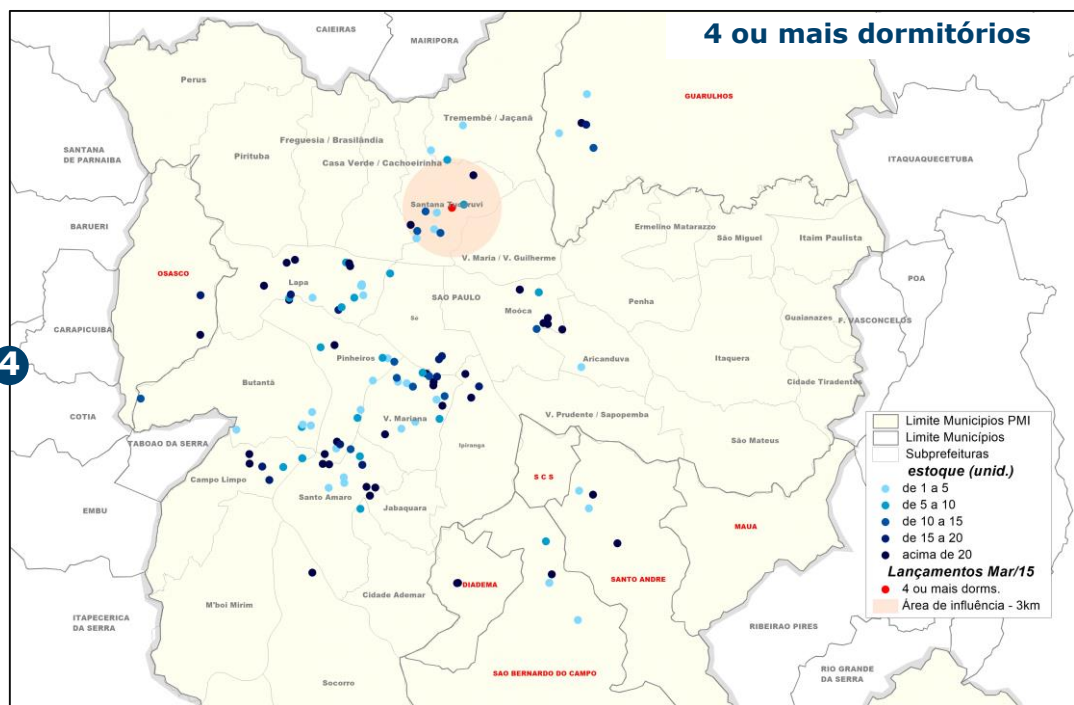 4 ou mais dormitórios
CAIEIRAS
MAIRIPORA
Perus
GUARULHOS
Tremembé / Jaçanã
Freguesia / Brasilândia
SANTANA
DE PARNAIBA
Pirituba
Casa Verde / Cachoeirinha
ITAQUAQUECETUBA
Santana Tucuruvi
BARUERI
Ermelino Matarazzo
São Miguel
Itaim Paulista
V. Maria / V. Guilherme
OSASCO
Lapa
POA
SAO PAULO
Penha
Moóca
Sé
Guaianazes
F. VASCONCELOS
CARAPICUIBA
4
Pinheiros
Aricanduva
Itaquera
Butantã
Cidade Tiradentes
COTIA
V. Mariana
V. Prudente / Sapopemba
TABOAO DA SERRA
Ipiranga
São Mateus
Campo Limpo
S C S
Santo Amaro
EMBU
Jabaquara
MAUA
DIADEMA
SANTO ANDRE
Cidade Ademar
M'boi Mirim
ITAPECERICA
DA SERRA
RIBEIRAO PIRES
SAO BERNARDO DO CAMPO
RIO GRANDE
DA SERRA
Socorro
Limite Municipios PMI
Limite Municípios
Subprefeituras
estoque (unid.)
de 1 a 5
de 5 a 10
de 10 a 15
de 15 a 20
acima de 20
Lançamentos Mar/15
4 ou mais dorms.
Área de influência - 3km